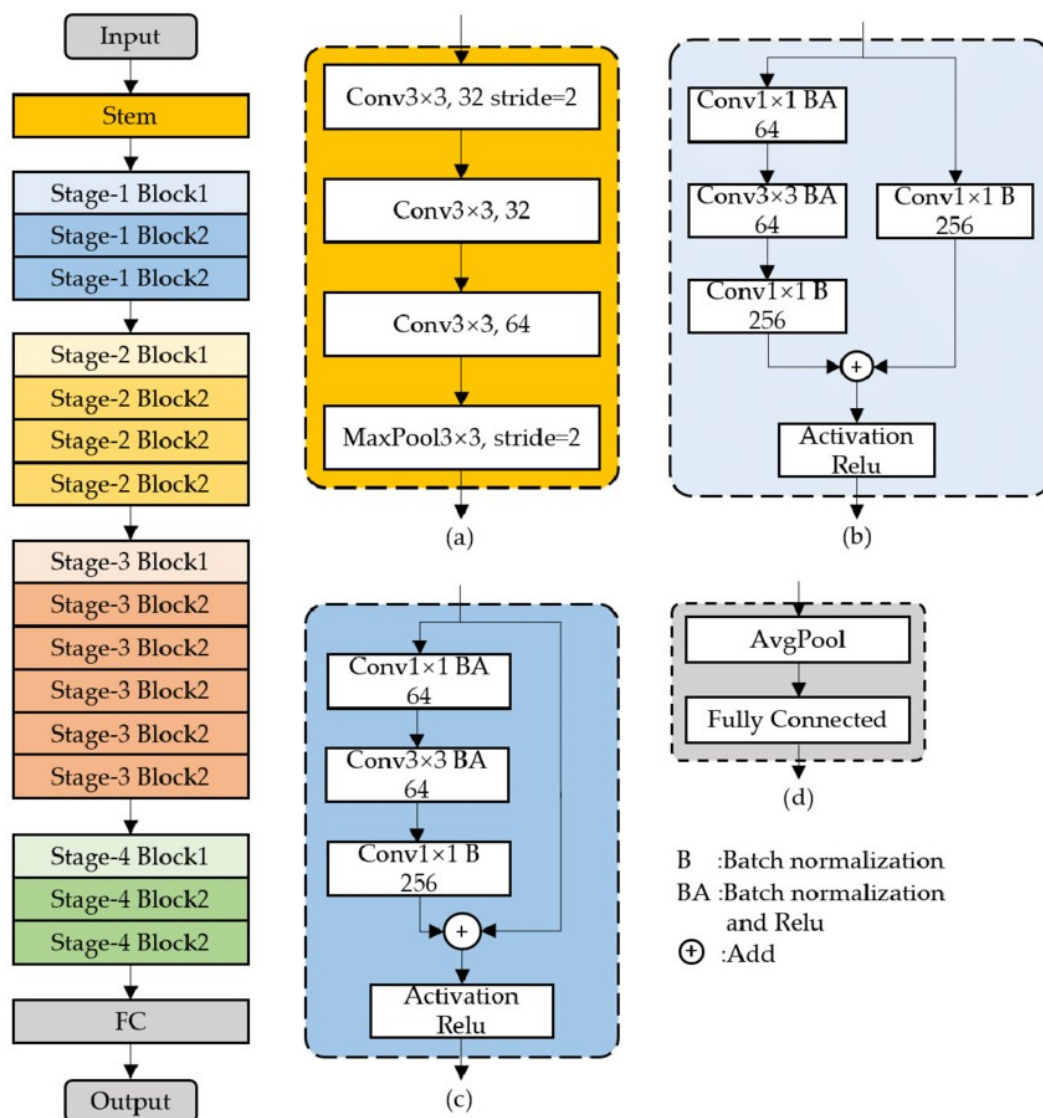 Input
Stem
Stage-1 Block1
Stage-1 Block2
Stage-1 Block2
Stage-2 Block1
Stage-2 Block2
Stage-2 Block2
Stage-2 Block2
Stage-3 Block1
Stage-3 Block2
Stage-3 Block2
Stage-3 Block2
Stage-3 Block2
Stage-3 Block2
Stage-4 Block1
Stage-4 Block2
Stage-4 Block2
FC
Output
Conv3×3, 32 stride=2
Conv3×3, 32
Conv3×3, 64
MaxPool3×3, stride=2
(a)
Conv1×1 BA
64
Conv3×3 BA
64
Conv1×1 B
256
Conv1×1 B
256
+
Activation
Relu
(b)
Conv1×1 BA
64
Conv3×3 BA
64
Conv1×1 B
256
+
Activation
Relu
(c)
AvgPool
Fully Connected
(d)
B :Batch normalization
BA :Batch normalization
and Relu
+ :Add